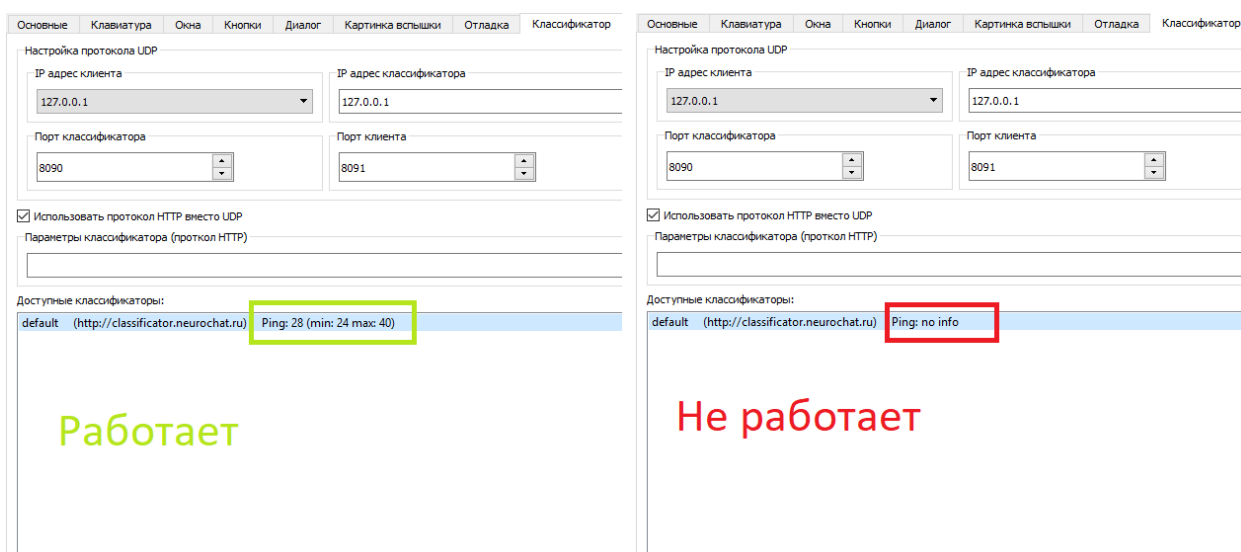 Основные Клавиатура Окна Кнопки Диалог Картинка вспышки Отладка Классификатор
Настройка протокола UDP
IP адрес клиента IP адрес классификатора
127.0.0.1 127.0.0.1
Порт классификатора Порт клиента
8090 8091
Использовать протокол HTTP вместо UDP
Параметры классификатора (проткол HTTP)
Доступные классификаторы:
default (http://classificator.neurochat.ru) Ping: 28 (min: 24 max: 40)
Работает
Основные Клавиатура Окна Кнопки Диалог Картинка вспышки Отладка Классификатор
Настройка протокола UDP
IP адрес клиента IP адрес классификатора
127.0.0.1 127.0.0.1
Порт классификатора Порт клиента
8090 8091
Использовать протокол HTTP вместо UDP
Параметры классификатора (проткол HTTP)
Доступные классификаторы:
default (http://classificator.neurochat.ru) Ping: no info
Не работает